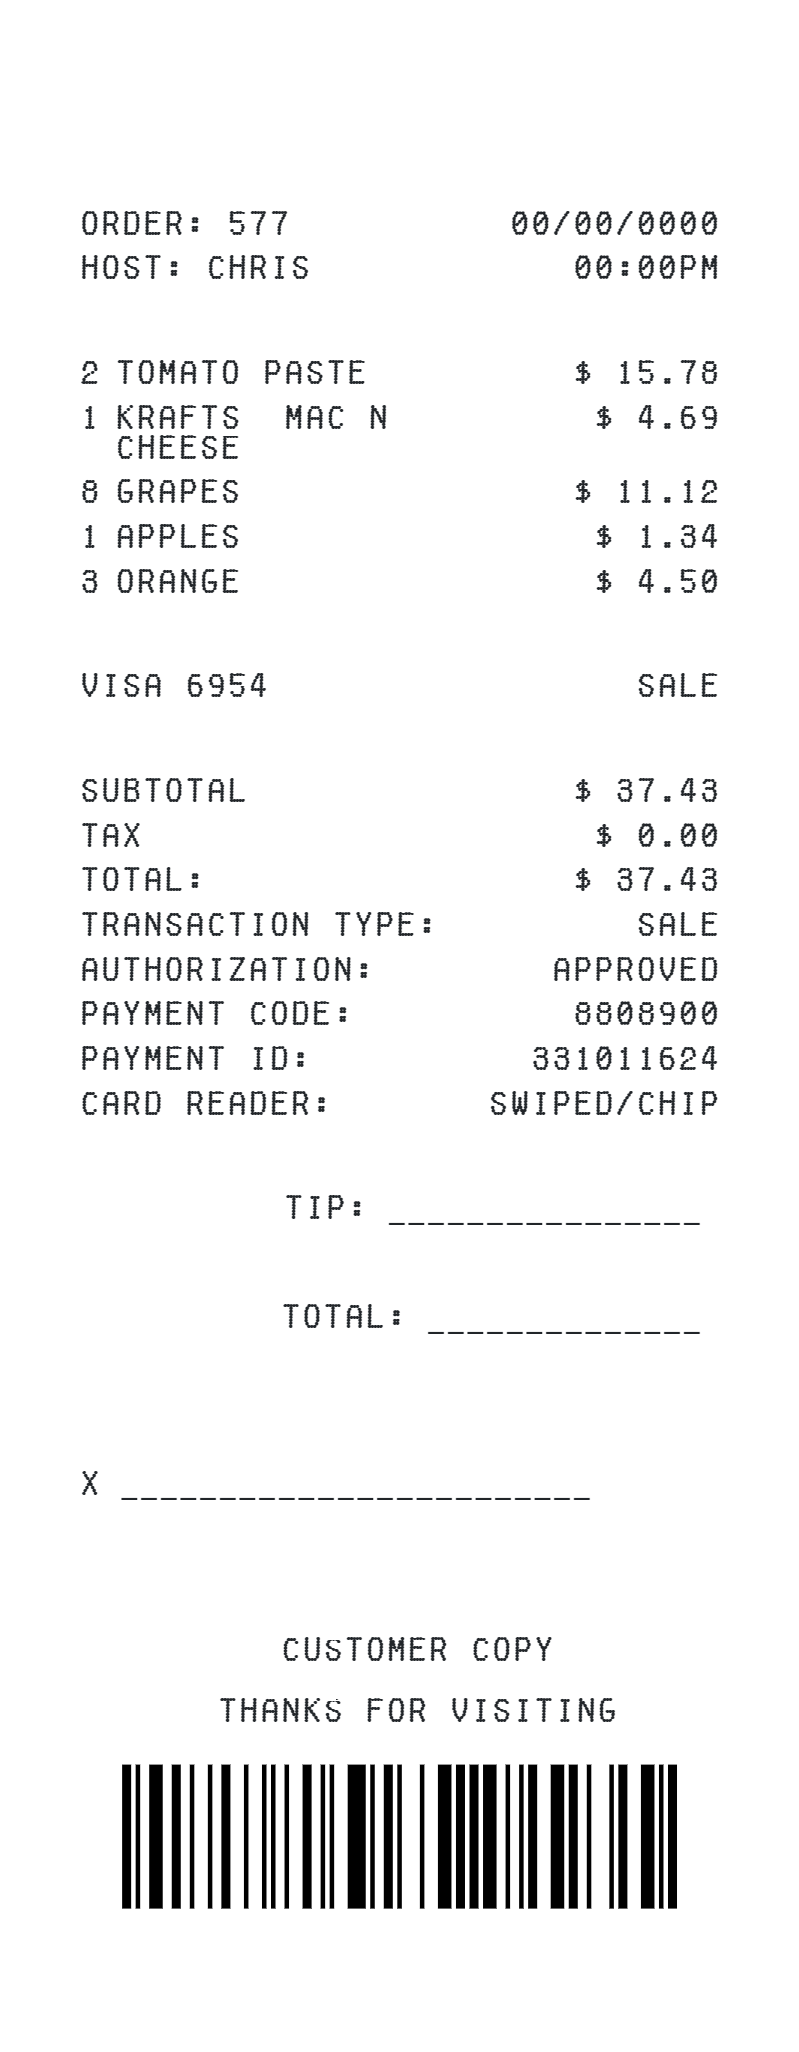 ORDER: 577 00/00/0000
HOST: CHRIS 00:00PM
2 TOMATO PASTE $ 15.78
1 KRAFTS MAC N $ 4.69
CHEESE
8 GRAPES $ 11.12
1 APPLES $ 1.34
3 ORANGE $ 4.50
VISA 6954 SALE
SUBTOTAL $ 37.43
TAX $ 0.00
TOTAL: $ 37.43
TRANSACTION TYPE: SALE
AUTHORIZATION: APPROVED
PAYMENT CODE: 8808900
PAYMENT ID: 331011624
CARD READER: SWIPED/CHIP
TIP: ________________
TOTAL: ______________
X ________________________
CUSTOMER COPY
THANKS FOR VISITING